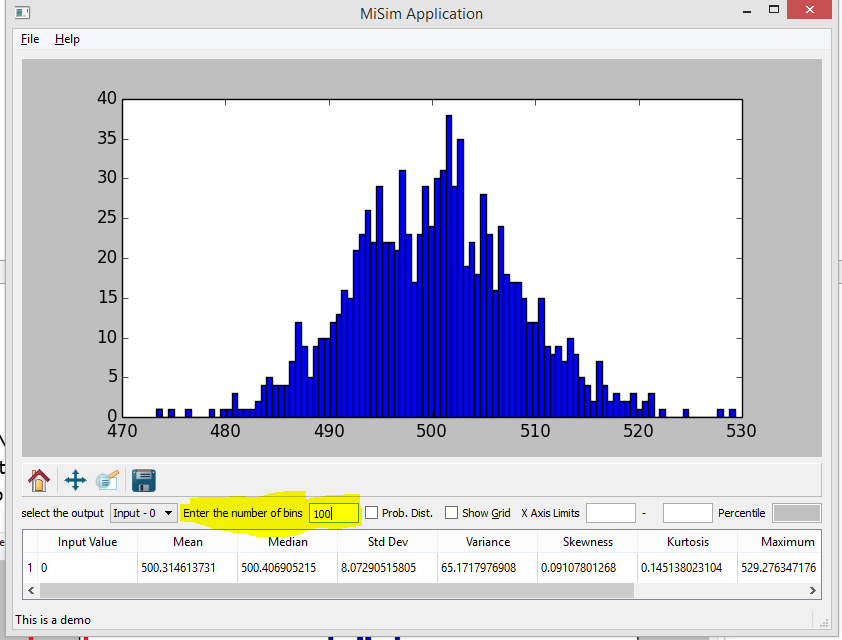 MiSim Application
File Help
40
35
30
25
20
15
10
5
0
470 480 490 500 510 520 530
select the output Input - 0 Enter the number of bins 100 Prob. Dist. Show Grid X Axis Limits - Percentile
Input Value Mean Median Std Dev Variance Skewness Kurtosis Maximum
1 0 500.314613731 500.406905215 8.07290515805 65.1717976908 0.09107801268 0.145138023104 529.276347176
This is a demo